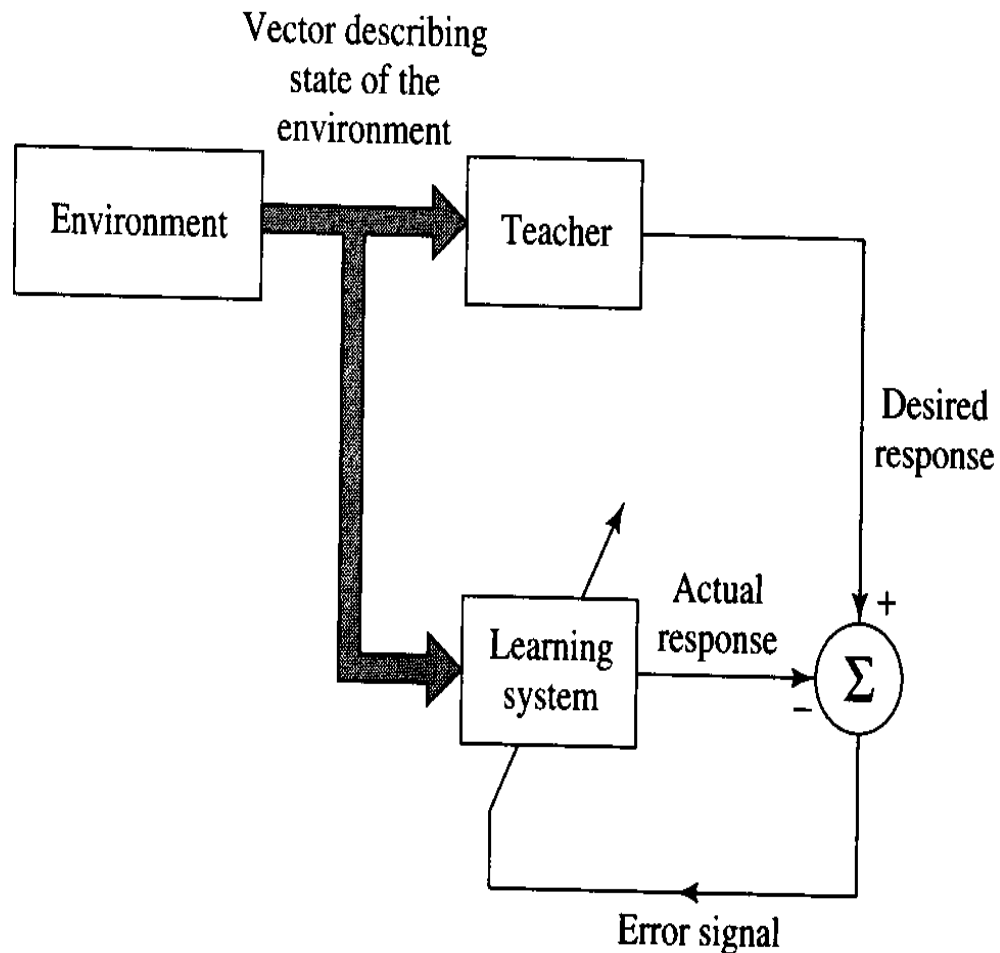 Vector describing
state of the
environment
Environment
Teacher
Desired
response
Actual
response
+
Learning
system
−
Σ
Error signal